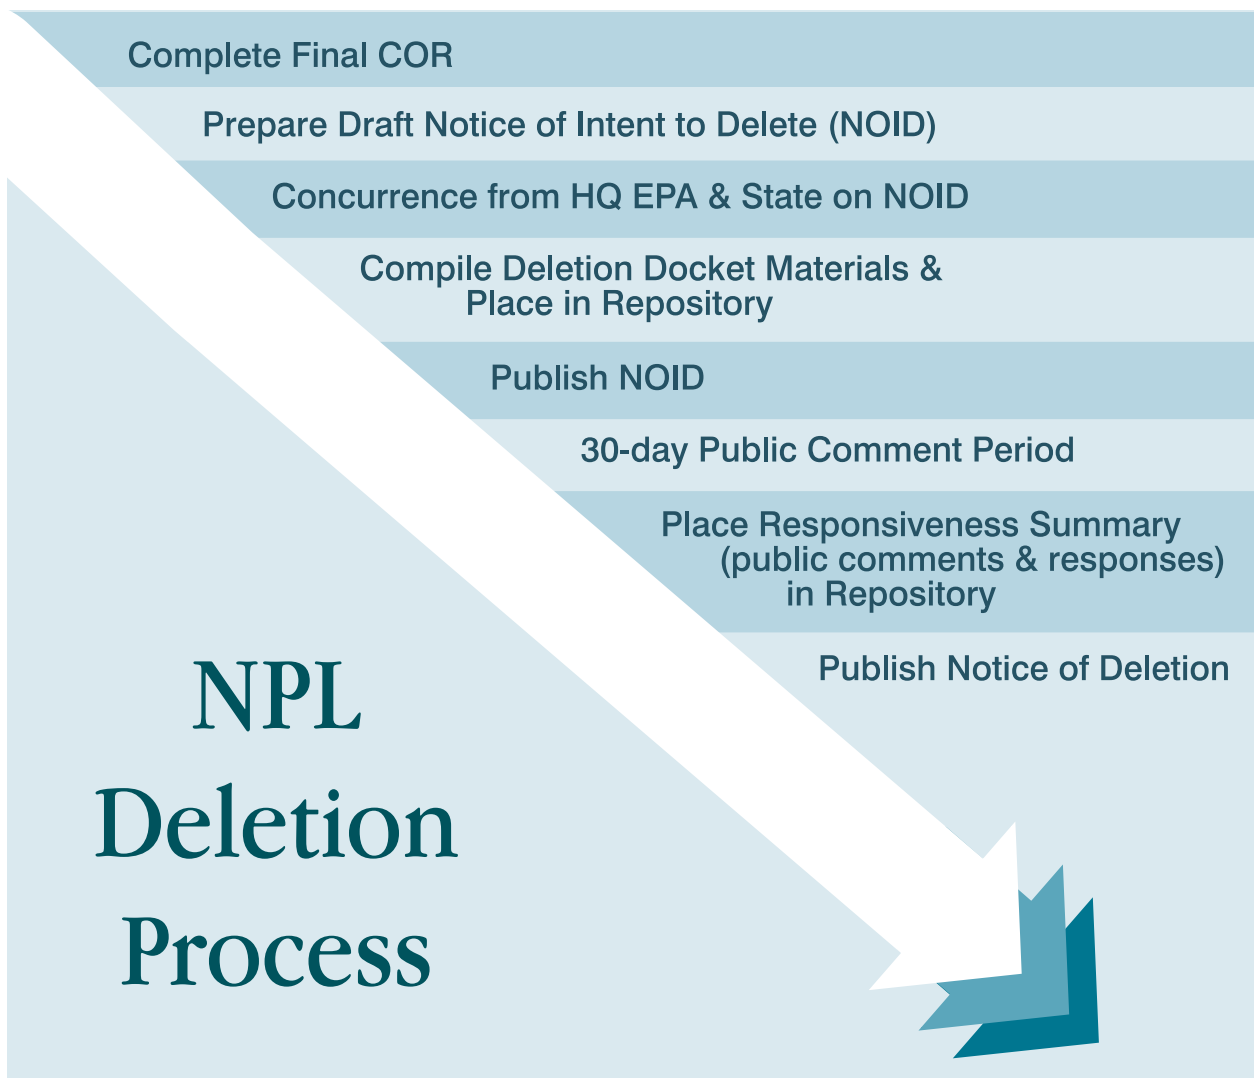 Complete Final COR
Prepare Draft Notice of Intent to Delete (NOID)
Concurrence from HQ EPA & State on NOID
Compile Deletion Docket Materials &
Place in Repository
Publish NOID
30-day Public Comment Period
Place Responsiveness Summary
(public comments & responses)
in Repository
Publish Notice of Deletion
NPL
Deletion
Process